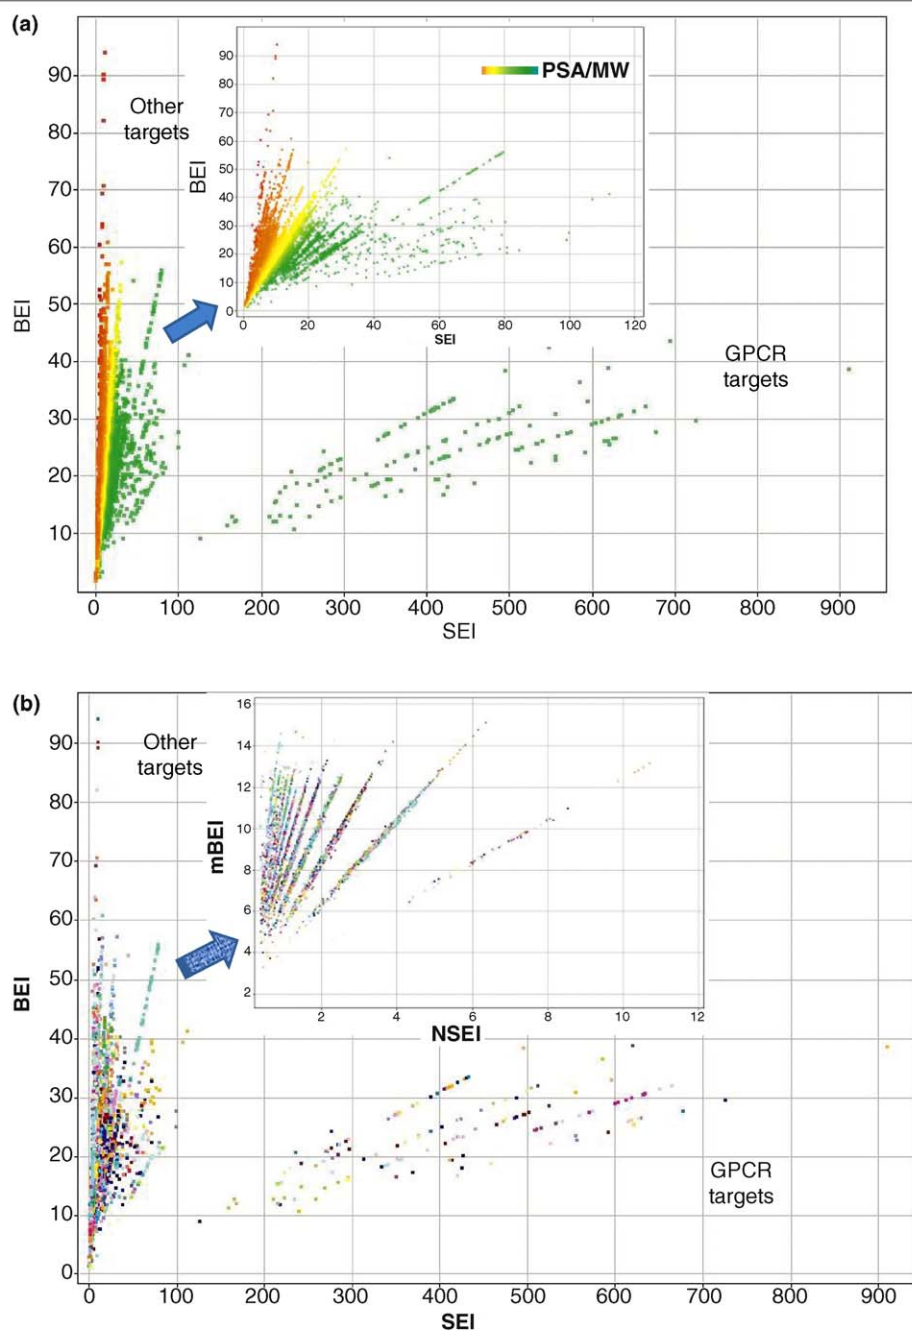 (a)
Other
targets
PSA/MW
BEI
90
80
70
60
50
40
30
20
10
0
0 20 40 60 80 100 120
SEI
GPCR
targets
BEI
90
80
70
60
50
40
30
20
10
0 100 200 300 400 500 600 700 800 900
SEI
(b)
Other
targets
mBEI
16
14
12
10
8
6
4
2
2 4 6 8 10 12
NSEI
GPCR
targets
BEI
90
80
70
60
50
40
30
20
10
0
0 100 200 300 400 500 600 700 800 900
SEI